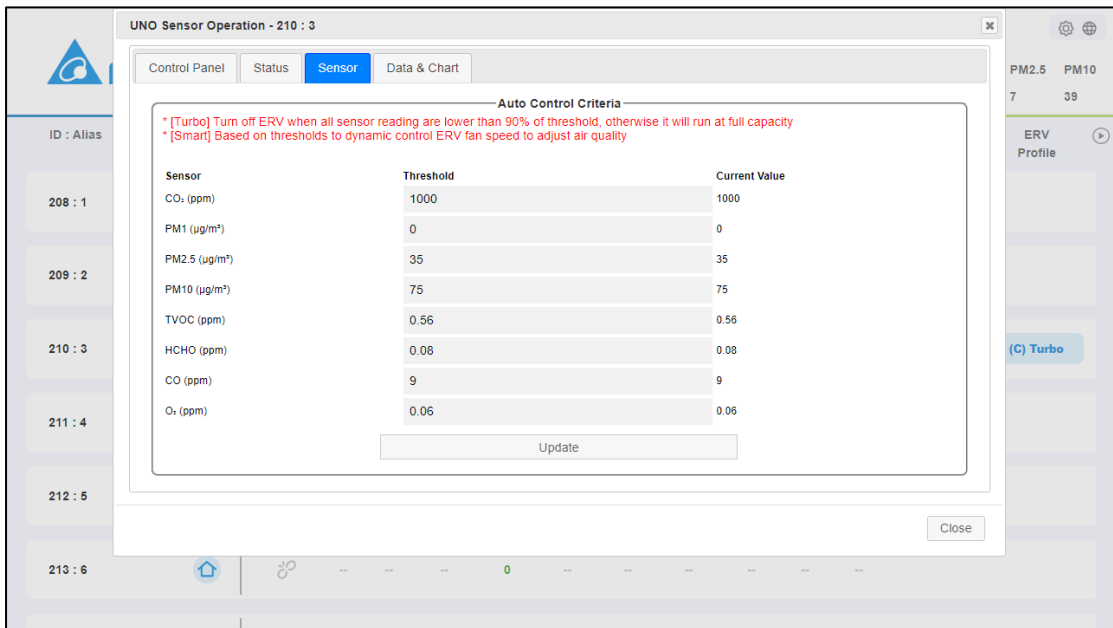 UNO Sensor Operation - 210 : 3
Control Panel Status Sensor Data & Chart
PM2.5 PM10
7 39
ID : Alias
ERV Profile
Auto Control Criteria
* [Turbo] Turn off ERV when all sensor reading are lower than 90% of threshold, otherwise it will run at full capacity
* [Smart] Based on thresholds to dynamic control ERV fan speed to adjust air quality
Sensor Threshold Current Value
CO₂ (ppm) 1000 1000
PM1 (µg/m³) 0 0
PM2.5 (µg/m³) 35 35
PM10 (µg/m³) 75 75
TVOC (ppm) 0.56 0.56
HCHO (ppm) 0.08 0.08
CO (ppm) 9 9
O₃ (ppm) 0.06 0.06
Update
Close
208 : 1
209 : 2
210 : 3 (C) Turbo
211 : 4
212 : 5
213 : 6 -- -- -- 0 -- -- -- -- --